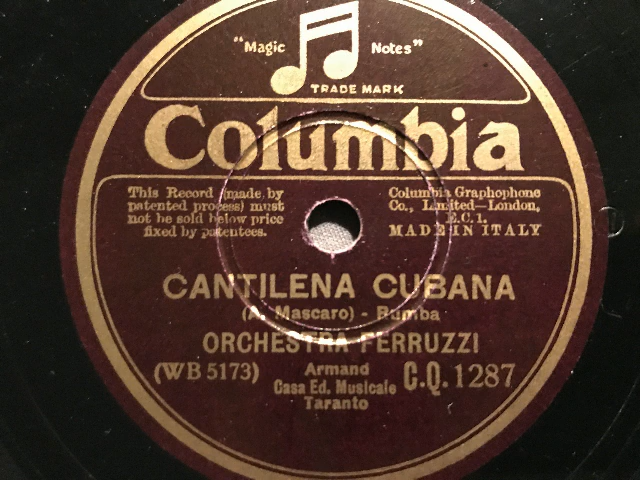 "Magic Notes"
TRADE MARK
Columbia
This Record (made by
patented process) must
not be sold below price
fixed by patentees.
Columbia Graphophone
Co., Limited—London,
E.C.1.
MADE IN ITALY
CANTILENA CUBANA
(A. Mascaro) - Rumba
ORCHESTRA FERRUZZI
(WB 5173)
Armand
Casa Ed. Musicale
Taranto
C.Q. 1287